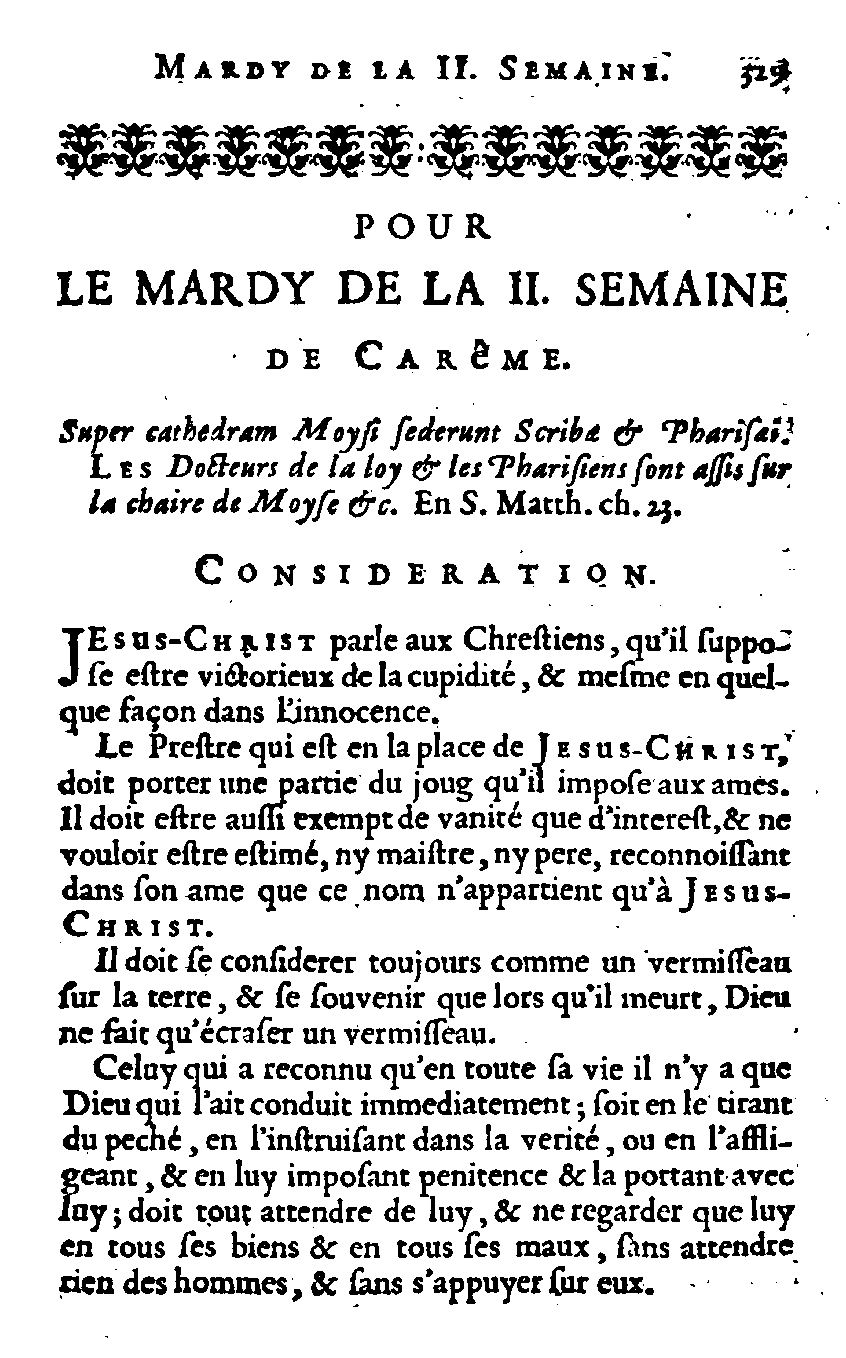 MARDY DE LA II. SEMAINE. 329
POUR
LE MARDY DE LA II. SEMAINE
DE CARêME.
Super cathedram Moysi ſederunt Scribæ & Phariſæi.
LES Docteurs de la loy & les Phariſiens ſont aſſis ſur
la chaire de Moyſe &c. En S. Matth. ch. 23.
CONSIDERATION.
JESUS-CHRIST parle aux Chreſtiens, qu'il ſuppo-
ſe eſtre victorieux de la cupidité, & meſme en quel-
que façon dans l'innocence.
Le Preſtre qui eſt en la place de JESUS-CHRIST,
doit porter une partie du joug qu'il impoſe aux ames.
Il doit eſtre auſſi exempt de vanité que d'intereſt, & ne
vouloir eſtre eſtimé, ny maiſtre, ny pere, reconnoiſſant
dans ſon ame que ce nom n'appartient qu'à JESUS-
CHRIST.
Il doit ſe conſiderer toujours comme un vermiſſeau
ſur la terre, & ſe ſouvenir que lors qu'il meurt, Dieu
ne fait qu'écraſer un vermiſſeau.
Celuy qui a reconnu qu'en toute ſa vie il n'y a que
Dieu qui l'ait conduit immediatement; ſoit en le tirant
du peché, en l'inſtruiſant dans la verité, ou en l'affli-
geant, & en luy impoſant penitence & la portant avec
luy; doit tout attendre de luy, & ne regarder que luy
en tous ſes biens & en tous ſes maux, ſans attendre
rien des hommes, & ſans s'appuyer ſur eux.